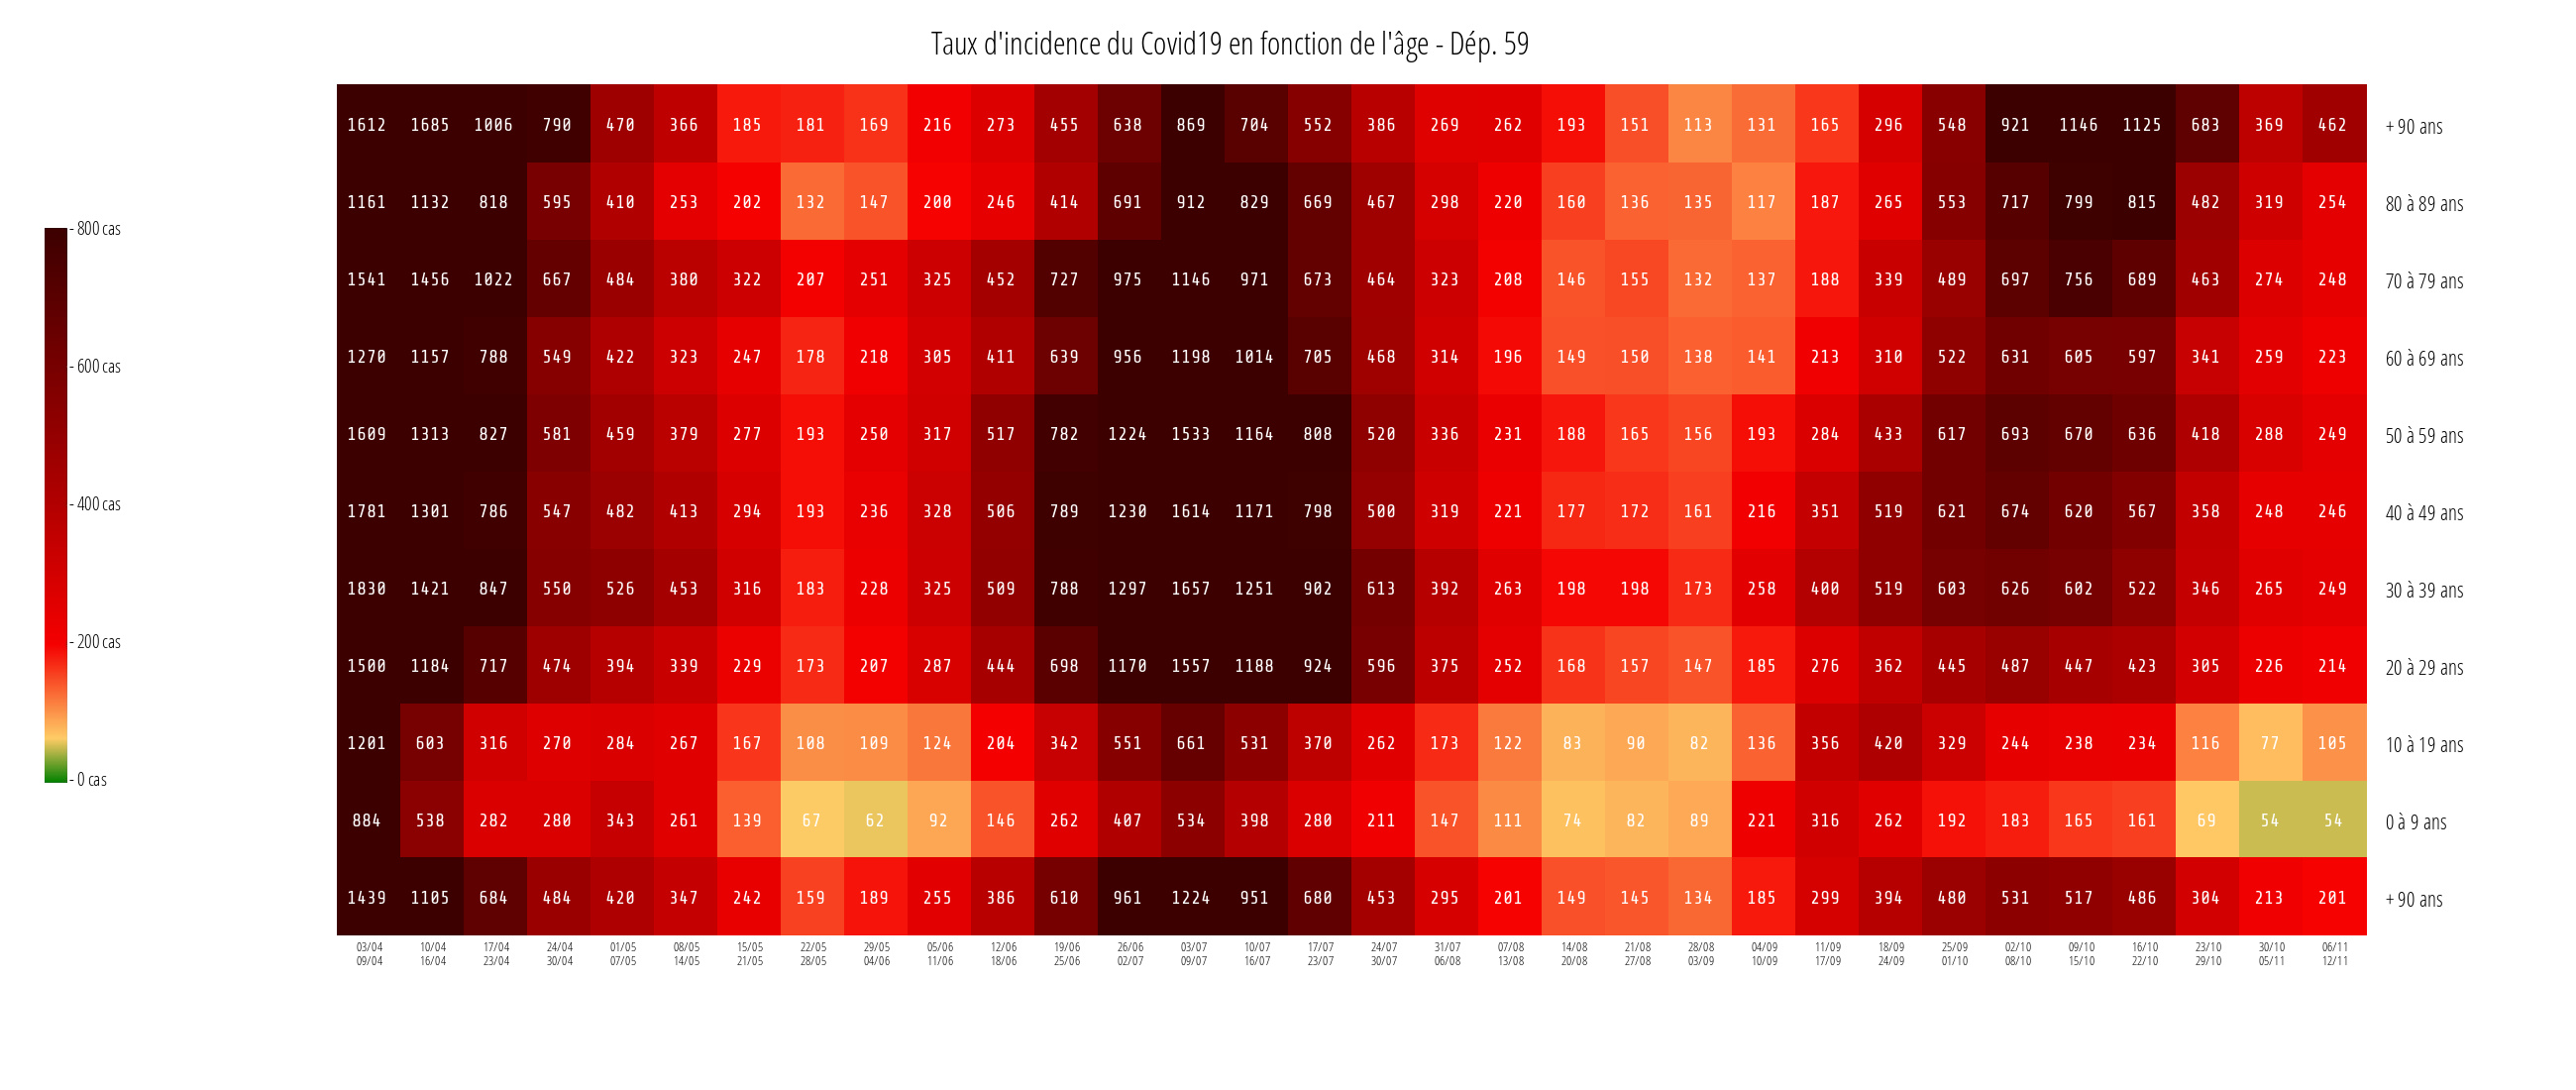 Taux d'incidence du Covid19 en fonction de l'âge - Dép. 59
- 800 cas
- 600 cas
- 400 cas
- 200 cas
- 0 cas
1612 1685 1006 790 470 366 185 181 169 216 273 455 638 869 704 552 386 269 262 193 151 113 131 165 296 548 921 1146 1125 683 369 462 + 90 ans
1161 1132 818 595 410 253 202 132 147 200 246 414 691 912 829 669 467 298 220 160 136 135 117 187 265 553 717 799 815 482 319 254 80 à 89 ans
1541 1456 1022 667 484 380 322 207 251 325 452 727 975 1146 971 673 464 323 208 146 155 132 137 188 339 489 697 756 689 463 274 248 70 à 79 ans
1270 1157 788 549 422 323 247 178 218 305 411 639 956 1198 1014 705 468 314 196 149 150 138 141 213 310 522 631 605 597 341 259 223 60 à 69 ans
1609 1313 827 581 459 379 277 193 250 317 517 782 1224 1533 1164 808 520 336 231 188 165 156 193 284 433 617 693 670 636 418 288 249 50 à 59 ans
1781 1301 786 547 482 413 294 193 236 328 506 789 1230 1614 1171 798 500 319 221 177 172 161 216 351 519 621 674 620 567 358 248 246 40 à 49 ans
1830 1421 847 550 526 453 316 183 228 325 509 788 1297 1657 1251 902 613 392 263 198 198 173 258 400 519 603 626 602 522 346 265 249 30 à 39 ans
1500 1184 717 474 394 339 229 173 207 287 444 698 1170 1557 1188 924 596 375 252 168 157 147 185 276 362 445 487 447 423 305 226 214 20 à 29 ans
1201 603 316 270 284 267 167 108 109 124 204 342 551 661 531 370 262 173 122 83 90 82 136 356 420 329 244 238 234 116 77 105 10 à 19 ans
884 538 282 280 343 261 139 67 62 92 146 262 407 534 398 280 211 147 111 74 82 89 221 316 262 192 183 165 161 69 54 54 0 à 9 ans
1439 1105 684 484 420 347 242 159 189 255 386 610 961 1224 951 680 453 295 201 149 145 134 185 299 394 480 531 517 486 304 213 201 + 90 ans
03/04 10/04 17/04 24/04 01/05 08/05 15/05 22/05 29/05 05/06 12/06 19/06 26/06 03/07 10/07 17/07 24/07 31/07 07/08 14/08 21/08 28/08 04/09 11/09 18/09 25/09 02/10 09/10 16/10 23/10 30/10 06/11
09/04 16/04 23/04 30/04 07/05 14/05 21/05 28/05 04/06 11/06 18/06 25/06 02/07 09/07 16/07 23/07 30/07 06/08 13/08 20/08 27/08 03/09 10/09 17/09 24/09 01/10 08/10 15/10 22/10 29/10 05/11 12/11